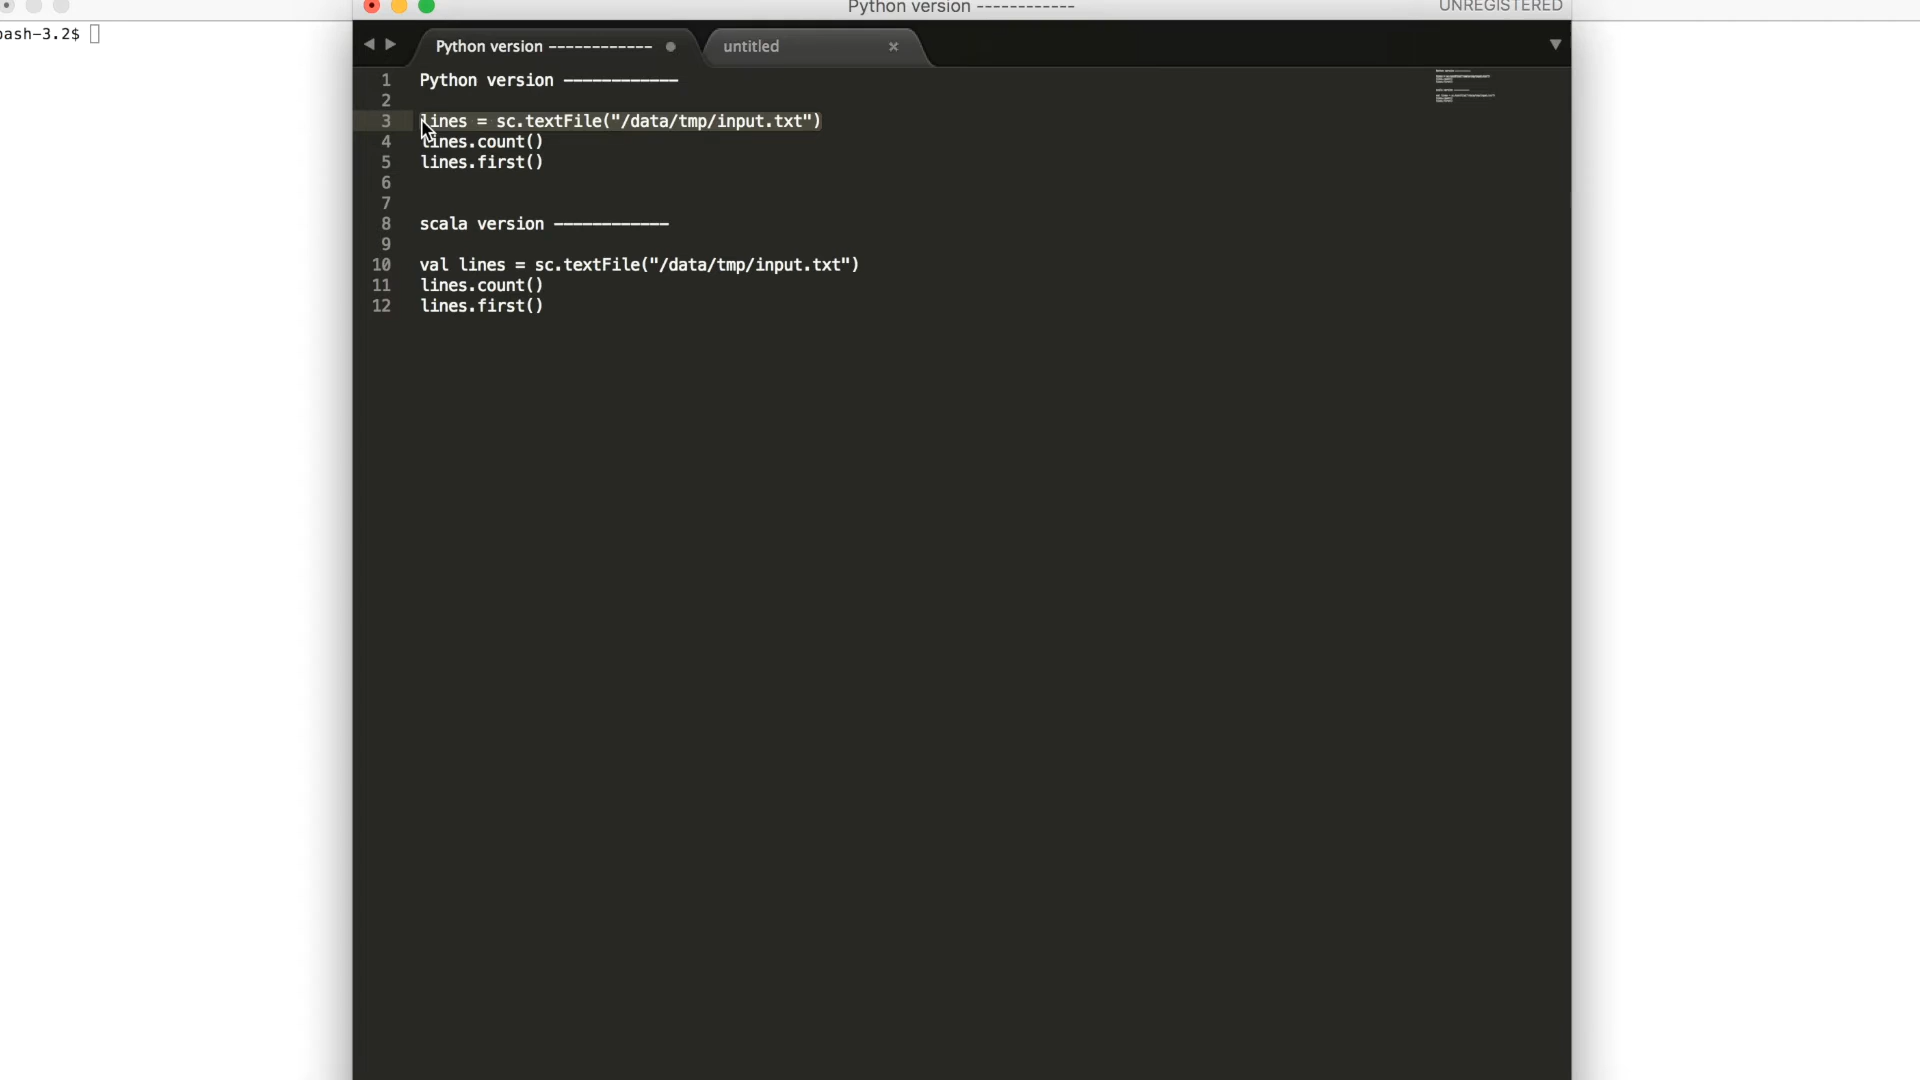 Python version ------------
UNREGISTERED
bash-3.2$
Python version ------------
untitled
1 Python version ------------
2
3 lines = sc.textFile("/data/tmp/input.txt")
4 lines.count()
5 lines.first()
6
7
8 scala version ------------
9
10 val lines = sc.textFile("/data/tmp/input.txt")
11 lines.count()
12 lines.first()